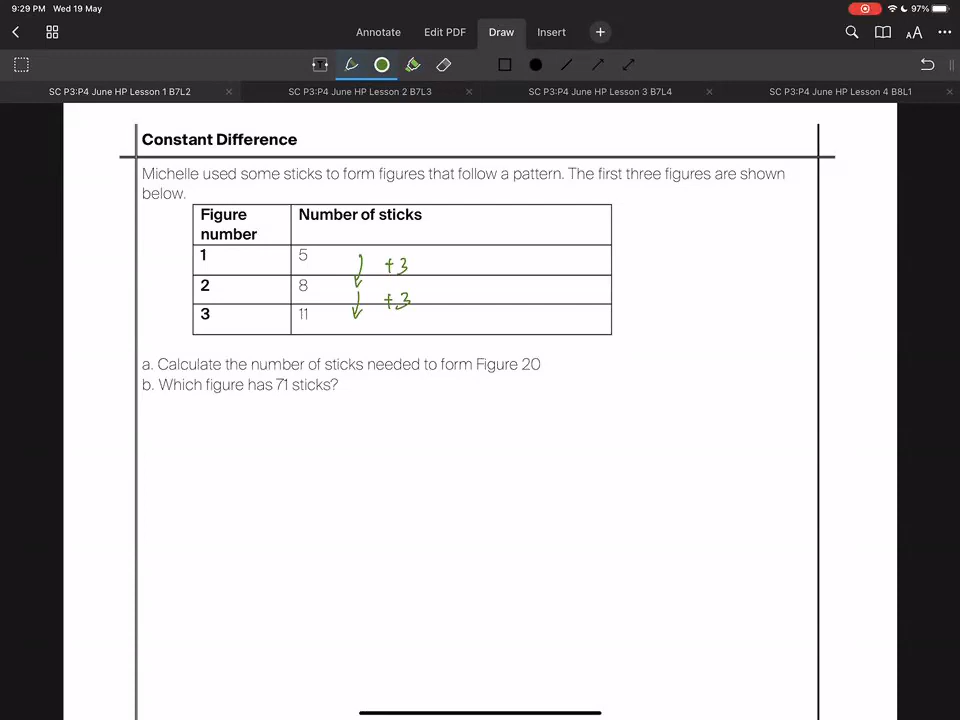 9:29 PM Wed 19 May
97%
Annotate
Edit PDF
Draw
Insert
SC P3:P4 June HP Lesson 1 B7L2
SC P3:P4 June HP Lesson 2 B7L3
SC P3:P4 June HP Lesson 3 B7L4
SC P3:P4 June HP Lesson 4 B8L1
Constant Difference
Michelle used some sticks to form figures that follow a pattern. The first three figures are shown
below.
Figure number
Number of sticks
1
5
+3
2
8
+3
3
11
a. Calculate the number of sticks needed to form Figure 20
b. Which figure has 71 sticks?